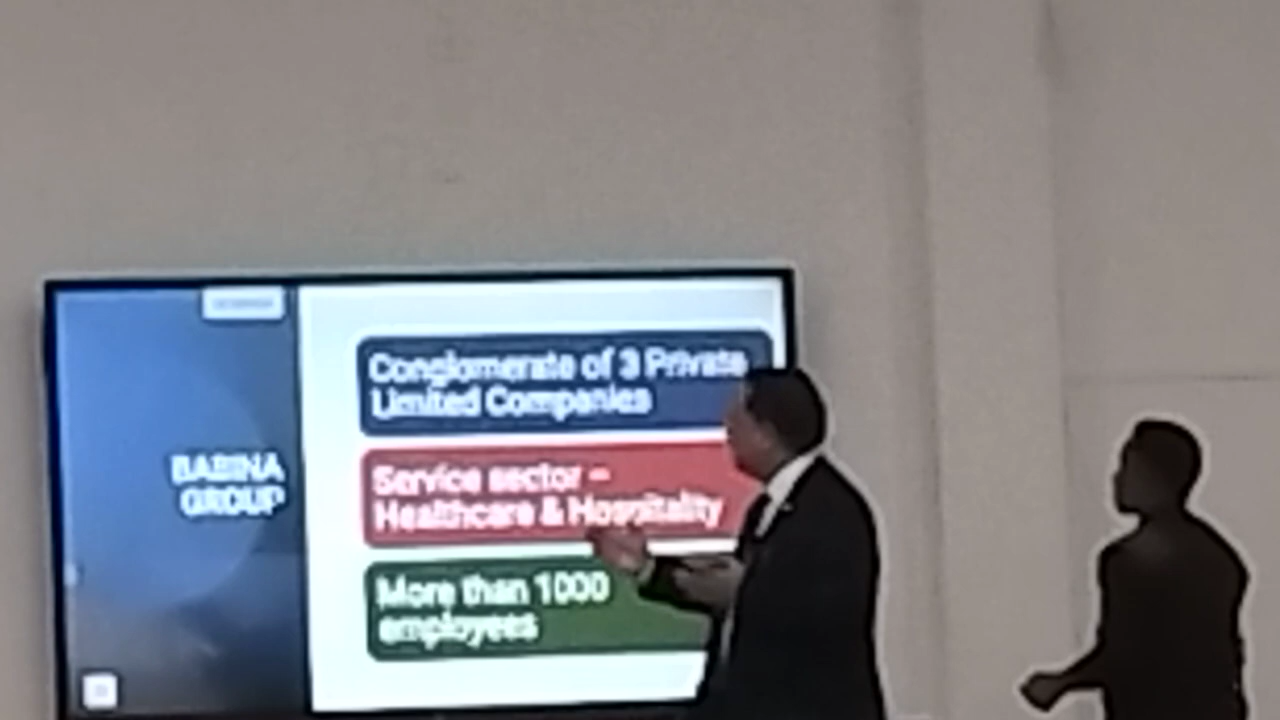 BABINA
GROUP
Conglomerate of 3 Private
Limited Companies
Service sector –
Healthcare & Hospitality
More than 1000
employees